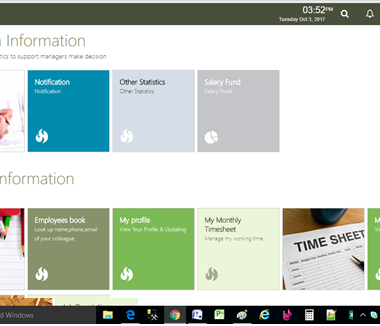 03:52PM
Tuesday Oct 3, 2017
Information
tics to support managers make decision
Notification
Notification
Other Statistics
Other Statistics
Salary Fund
Salary Fund
nformation
Employees book
Look up name,phone,email
of your colleague
My profile
View Your Profile & Updating
My Monthly
Timesheet
Manage my working time
TIME SHEET
M
Vie
d Windows